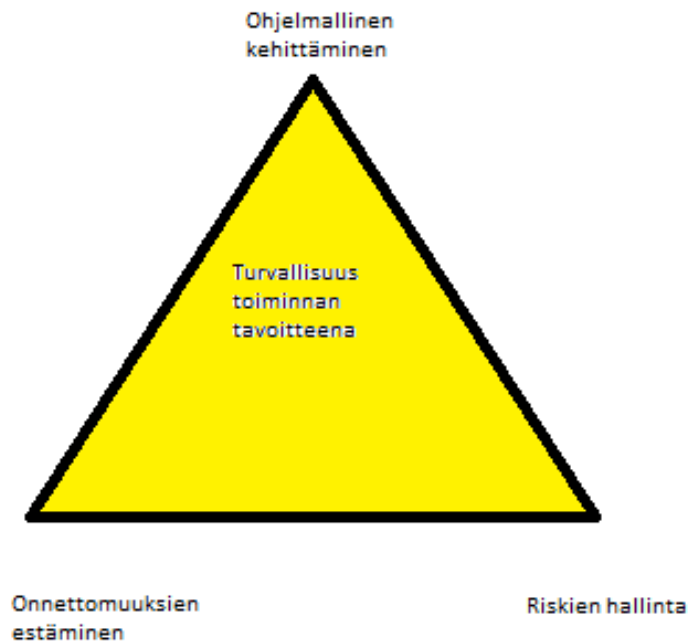 Ohjelmallinen
kehittäminen
Turvallisuus
toiminnan
tavoitteena
Onnettomuuksien
estäminen
Riskien hallinta